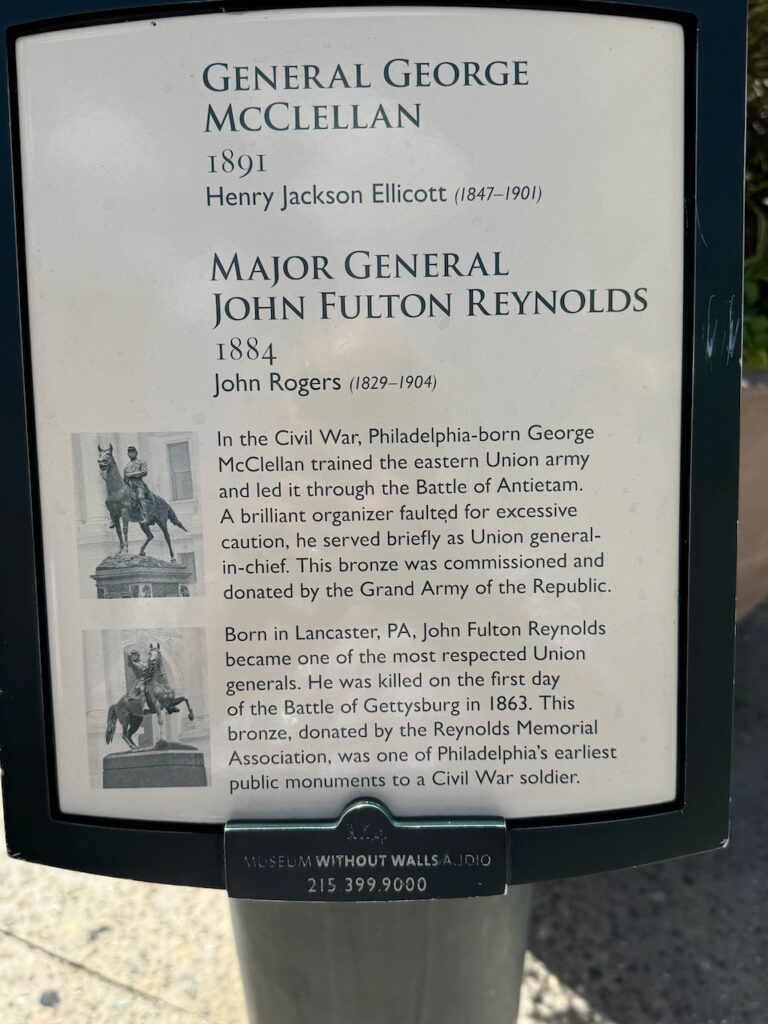 GENERAL GEORGE
MCCLELLAN
1891
Henry Jackson Ellicott (1847–1901)
MAJOR GENERAL
JOHN FULTON REYNOLDS
1884
John Rogers (1829–1904)
In the Civil War, Philadelphia-born George
McClellan trained the eastern Union army
and led it through the Battle of Antietam.
A brilliant organizer faulted for excessive
caution, he served briefly as Union general-
in-chief. This bronze was commissioned and
donated by the Grand Army of the Republic.
Born in Lancaster, PA, John Fulton Reynolds
became one of the most respected Union
generals. He was killed on the first day
of the Battle of Gettysburg in 1863. This
bronze, donated by the Reynolds Memorial
Association, was one of Philadelphia's earliest
public monuments to a Civil War soldier.
MUSEUM WITHOUT WALLS AUDIO
215.399.9000